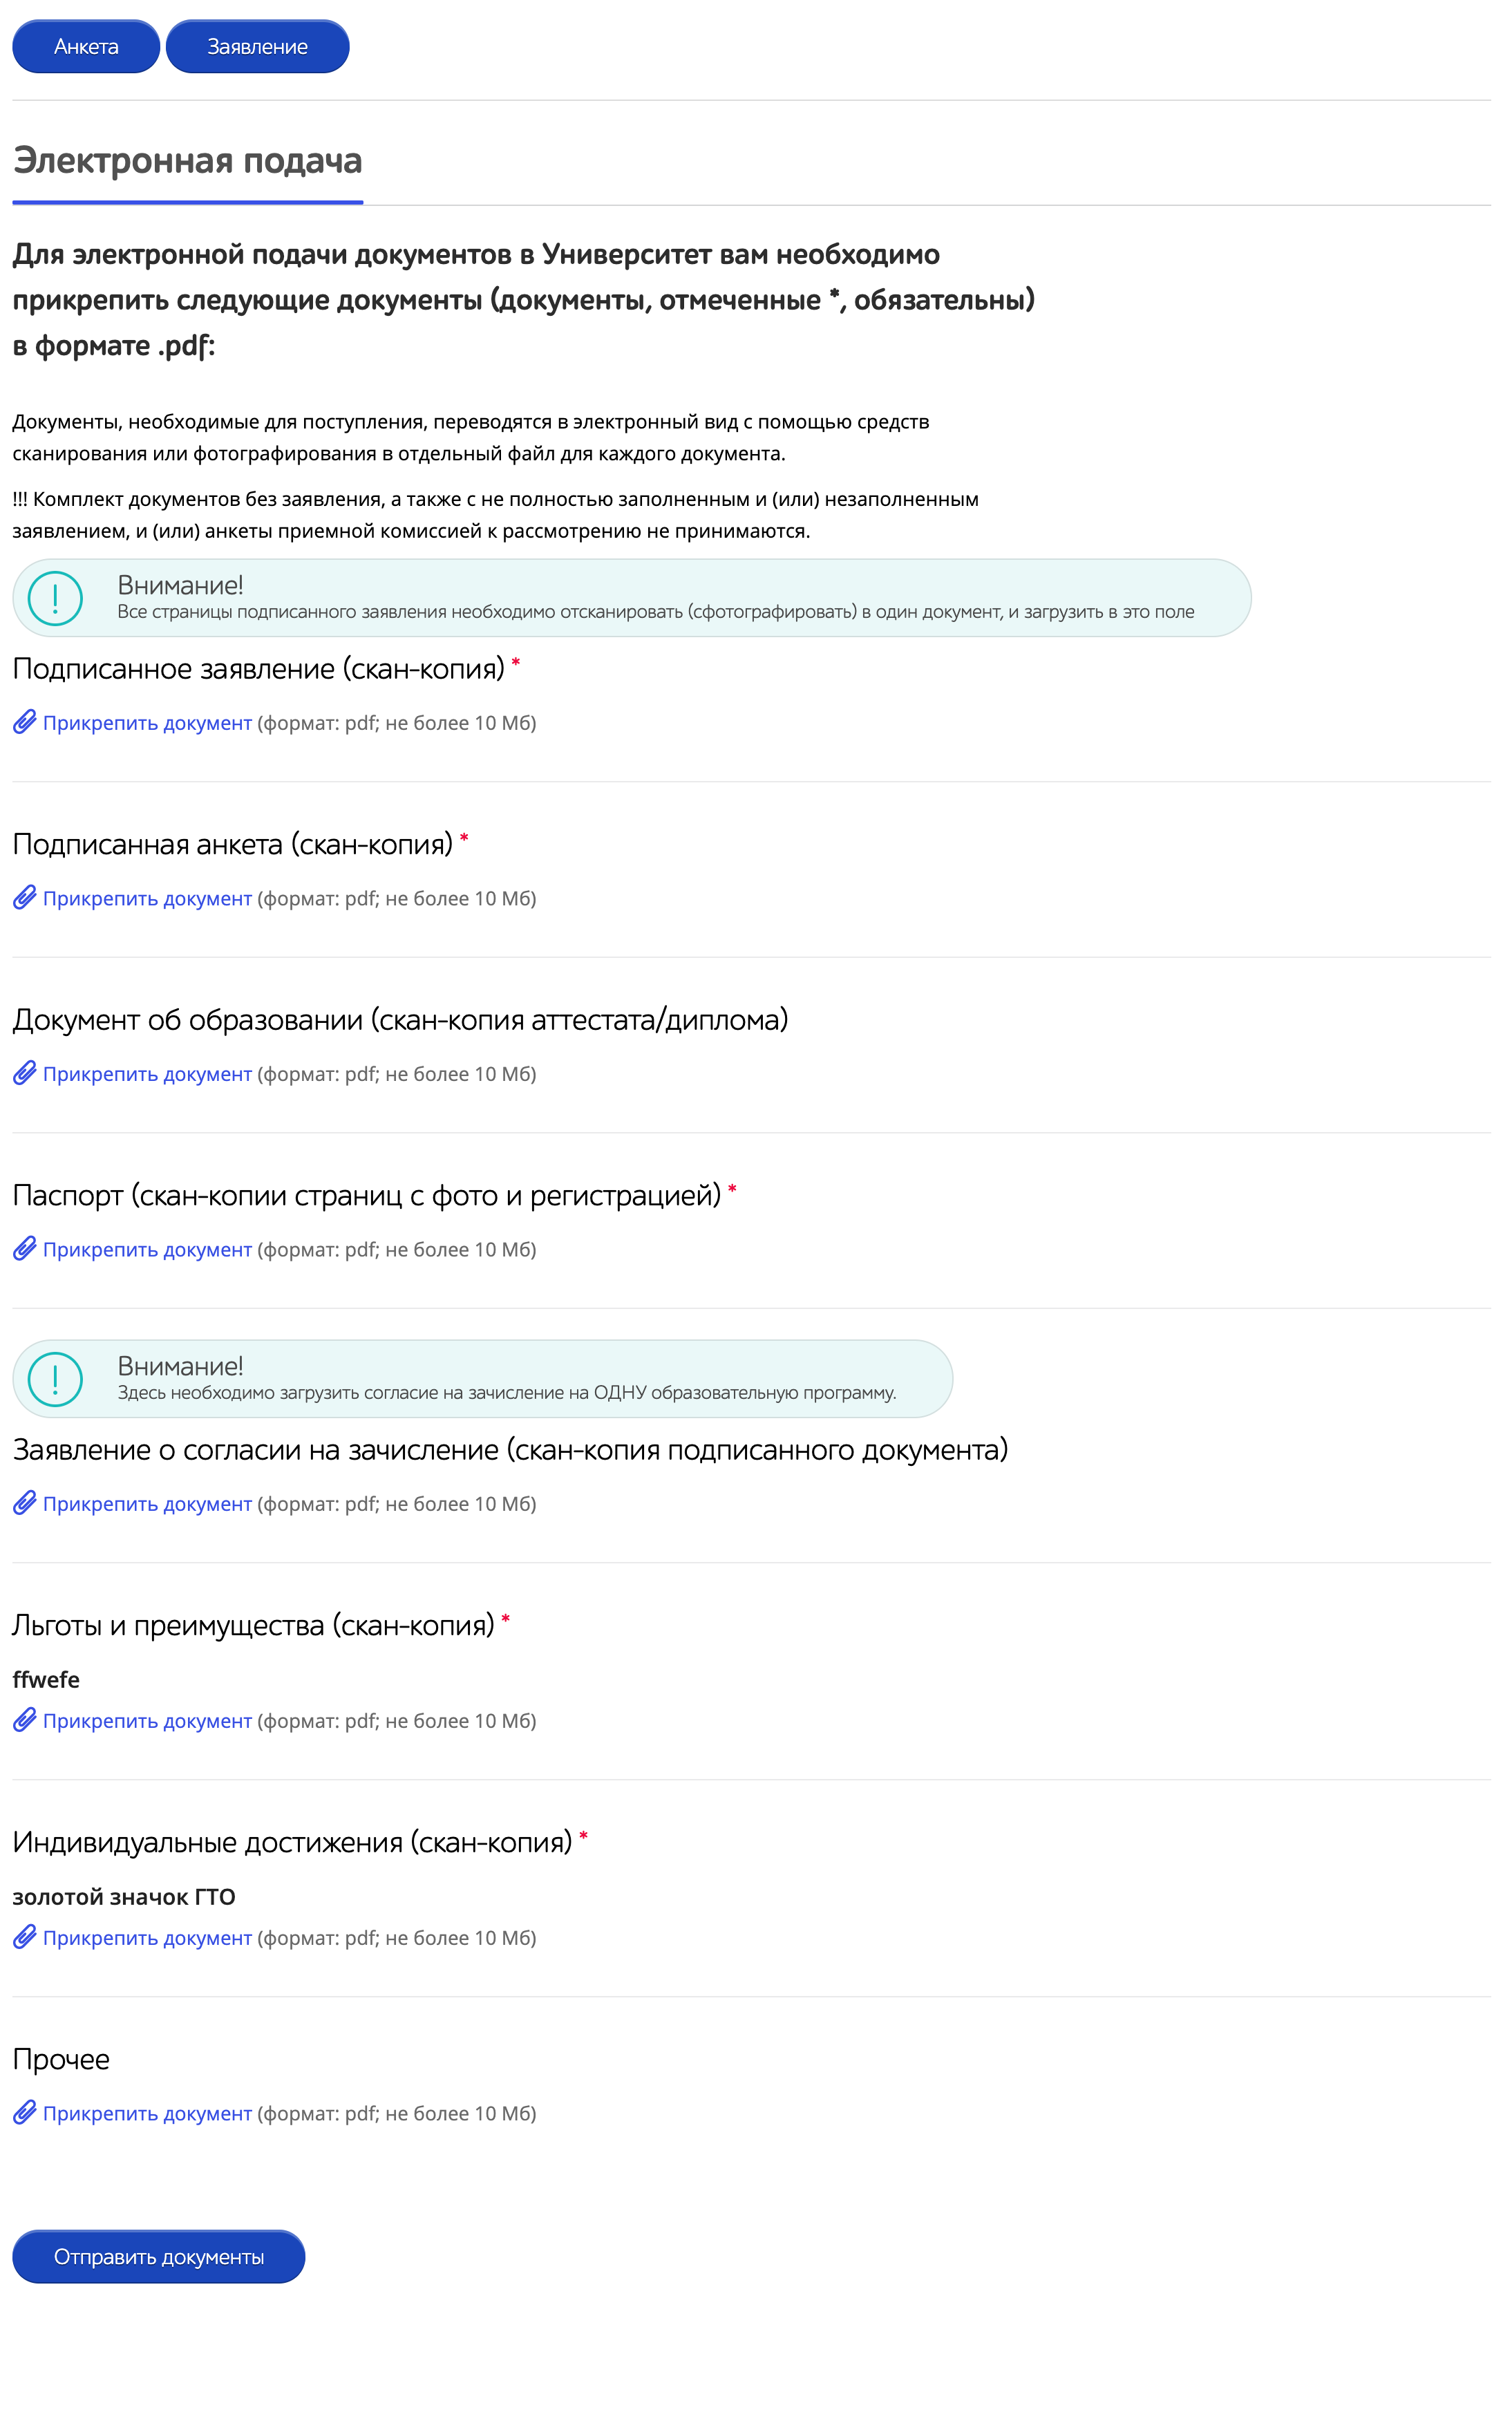 Анкета Заявление
Электронная подача
Для электронной подачи документов в Университет вам необходимо
прикрепить следующие документы (документы, отмеченные *, обязательны)
в формате .pdf:
Документы, необходимые для поступления, переводятся в электронный вид с помощью средств
сканирования или фотографирования в отдельный файл для каждого документа.
!!! Комплект документов без заявления, а также с не полностью заполненным и (или) незаполненным
заявлением, и (или) анкеты приемной комиссией к рассмотрению не принимаются.
Внимание!
Все страницы подписанного заявления необходимо отсканировать (сфотографировать) в один документ, и загрузить в это поле
Подписанное заявление (скан-копия) *
Прикрепить документ (формат: pdf; не более 10 Мб)
Подписанная анкета (скан-копия) *
Прикрепить документ (формат: pdf; не более 10 Мб)
Документ об образовании (скан-копия аттестата/диплома)
Прикрепить документ (формат: pdf; не более 10 Мб)
Паспорт (скан-копии страниц с фото и регистрацией) *
Прикрепить документ (формат: pdf; не более 10 Мб)
Внимание!
Здесь необходимо загрузить согласие на зачисление на ОДНУ образовательную программу.
Заявление о согласии на зачисление (скан-копия подписанного документа)
Прикрепить документ (формат: pdf; не более 10 Мб)
Льготы и преимущества (скан-копия) *
ffwefe
Прикрепить документ (формат: pdf; не более 10 Мб)
Индивидуальные достижения (скан-копия) *
золотой значок ГТО
Прикрепить документ (формат: pdf; не более 10 Мб)
Прочее
Прикрепить документ (формат: pdf; не более 10 Мб)
Отправить документы